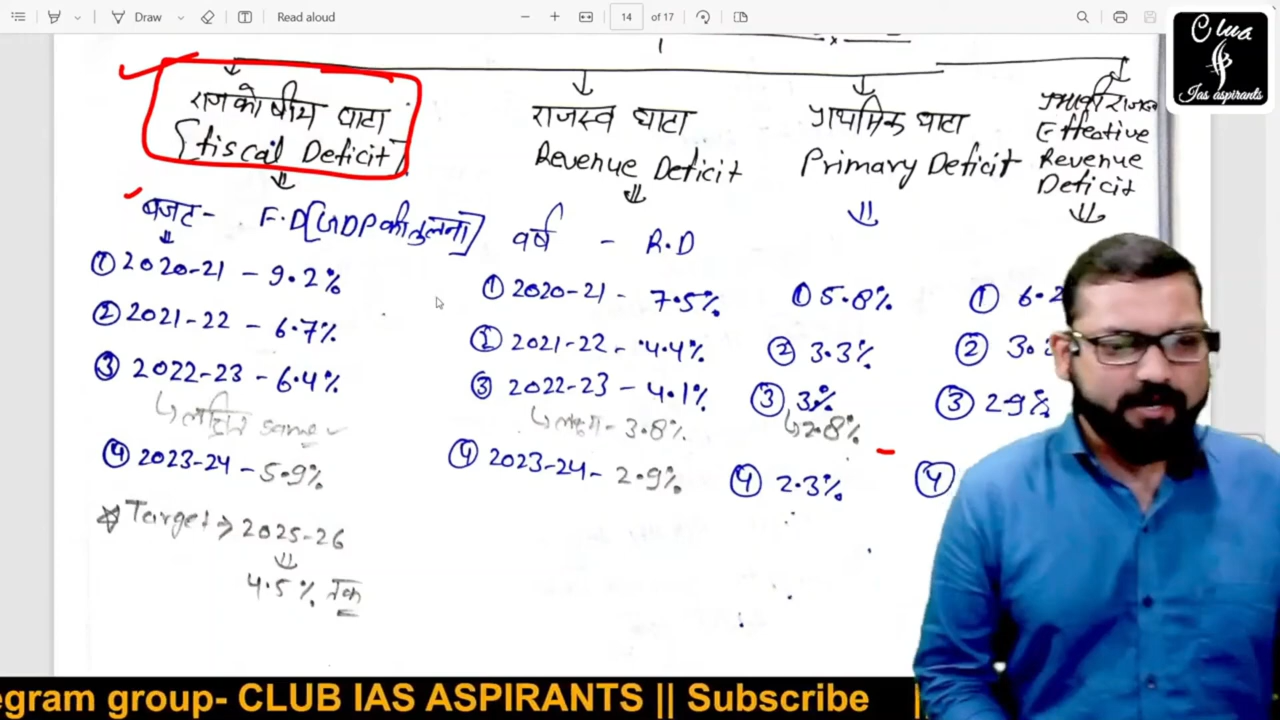 Draw
Read aloud
14 of 17
Club
Ias aspirants
राजकोषीय घाटा
{fiscal Deficit}
राजस्व घाटा
Revenue Deficit
प्राथमिक घाटा
Primary Deficit
Effective
Revenue
Deficit
बजट - F.D [GDP की तुलना]
① 2020-21 - 9.2%
② 2021-22 - 6.7%
③ 2022-23 - 6.4%
same
④ 2023-24 - 5.9%
Target → 2025-26
4.5% तक
वर्ष - R.D
① 2020-21 - 7.5%
② 2021-22 - 4.4%
③ 2022-23 - 4.1%
3.8%
④ 2023-24 - 2.9%
① 5.8%
② 3.3%
③ 3%
2.8%
④ 2.3%
① 6.2
② 3.
③ 2.9%
④
egram group- CLUB IAS ASPIRANTS || Subscribe ||